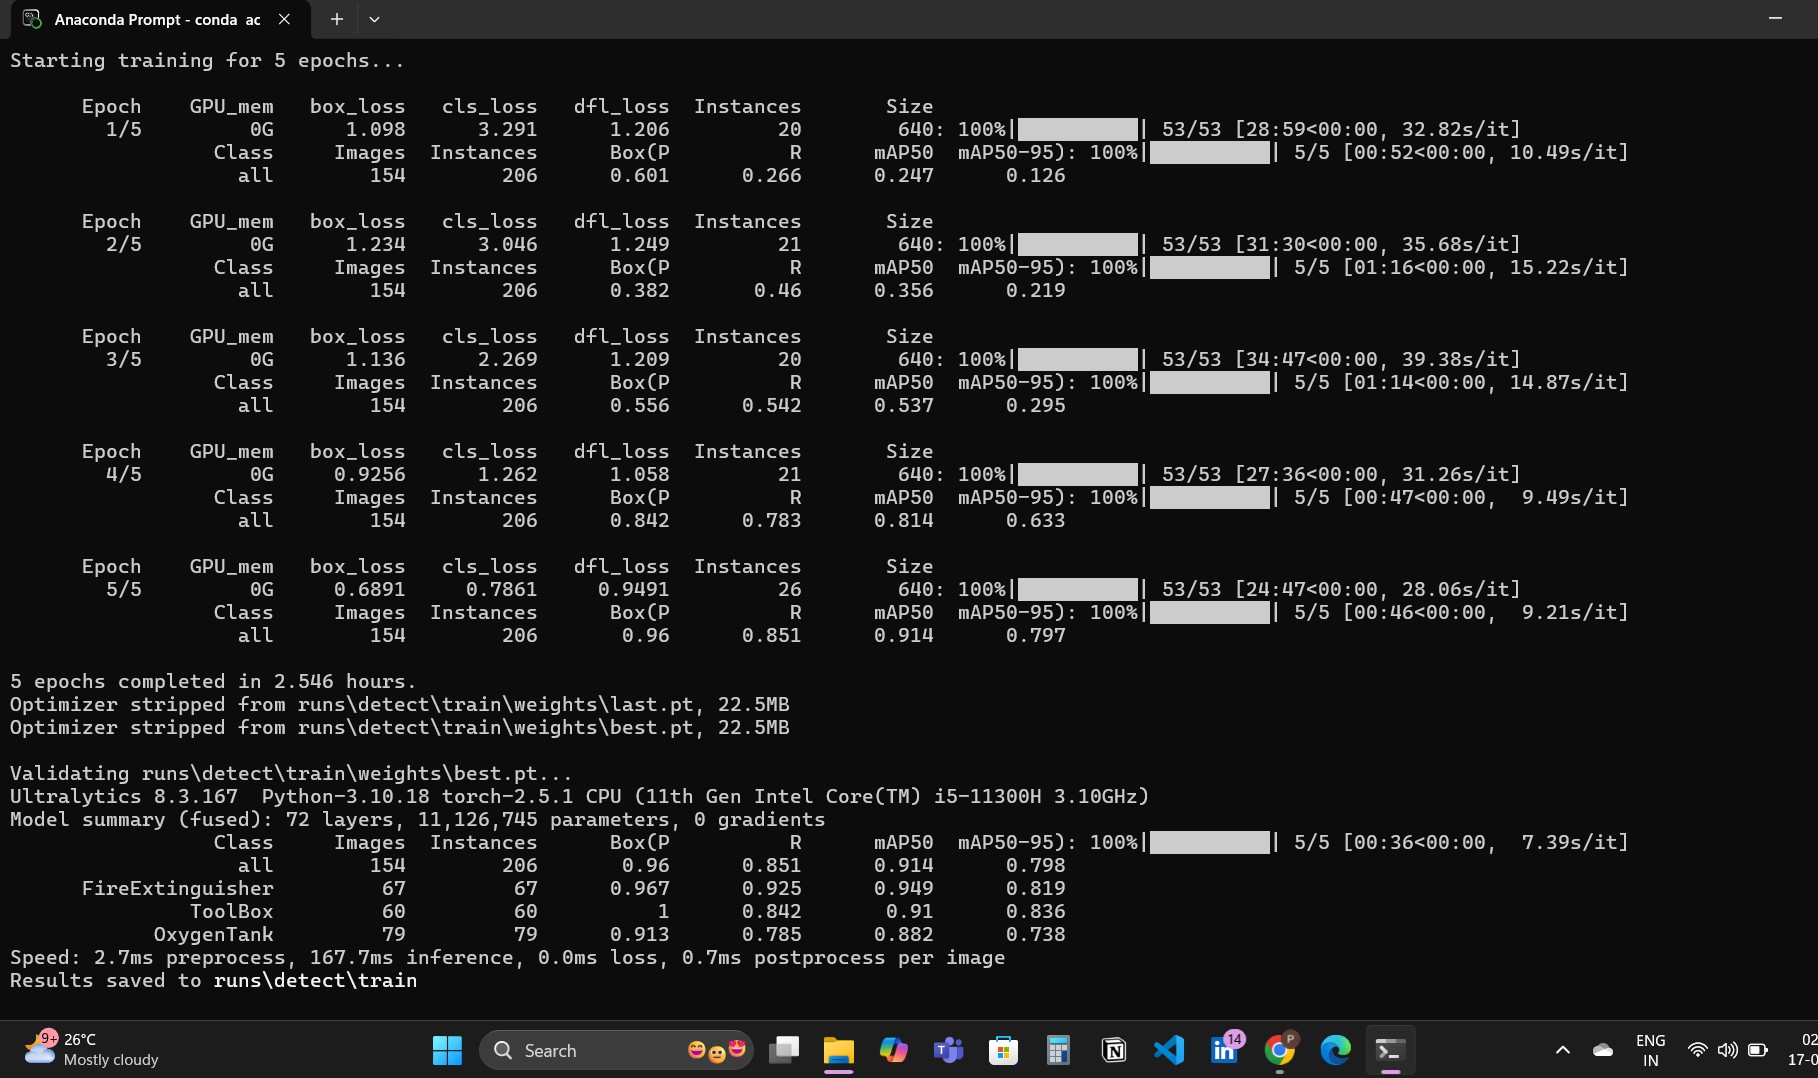 Anaconda Prompt - conda ac
Starting training for 5 epochs...
Epoch GPU_mem box_loss cls_loss dfl_loss Instances Size
1/5 0G 1.098 3.291 1.206 20 640: 100%| | 53/53 [28:59<00:00, 32.82s/it]
Class Images Instances Box(P R mAP50 mAP50-95): 100%| | 5/5 [00:52<00:00, 10.49s/it]
all 154 206 0.601 0.266 0.247 0.126
Epoch GPU_mem box_loss cls_loss dfl_loss Instances Size
2/5 0G 1.234 3.046 1.249 21 640: 100%| | 53/53 [31:30<00:00, 35.68s/it]
Class Images Instances Box(P R mAP50 mAP50-95): 100%| | 5/5 [01:16<00:00, 15.22s/it]
all 154 206 0.382 0.46 0.356 0.219
Epoch GPU_mem box_loss cls_loss dfl_loss Instances Size
3/5 0G 1.136 2.269 1.209 20 640: 100%| | 53/53 [34:47<00:00, 39.38s/it]
Class Images Instances Box(P R mAP50 mAP50-95): 100%| | 5/5 [01:14<00:00, 14.87s/it]
all 154 206 0.556 0.542 0.537 0.295
Epoch GPU_mem box_loss cls_loss dfl_loss Instances Size
4/5 0G 0.9256 1.262 1.058 21 640: 100%| | 53/53 [27:36<00:00, 31.26s/it]
Class Images Instances Box(P R mAP50 mAP50-95): 100%| | 5/5 [00:47<00:00, 9.49s/it]
all 154 206 0.842 0.783 0.814 0.633
Epoch GPU_mem box_loss cls_loss dfl_loss Instances Size
5/5 0G 0.6891 0.7861 0.9491 26 640: 100%| | 53/53 [24:47<00:00, 28.06s/it]
Class Images Instances Box(P R mAP50 mAP50-95): 100%| | 5/5 [00:46<00:00, 9.21s/it]
all 154 206 0.96 0.851 0.914 0.797
5 epochs completed in 2.546 hours.
Optimizer stripped from runs\detect\train\weights\last.pt, 22.5MB
Optimizer stripped from runs\detect\train\weights\best.pt, 22.5MB
Validating runs\detect\train\weights\best.pt...
Ultralytics 8.3.167 Python-3.10.18 torch-2.5.1 CPU (11th Gen Intel Core(TM) i5-11300H 3.10GHz)
Model summary (fused): 72 layers, 11,126,745 parameters, 0 gradients
Class Images Instances Box(P R mAP50 mAP50-95): 100%| | 5/5 [00:36<00:00, 7.39s/it]
all 154 206 0.96 0.851 0.914 0.798
FireExtinguisher 67 67 0.967 0.925 0.949 0.819
ToolBox 60 60 1 0.842 0.91 0.836
OxygenTank 79 79 0.913 0.785 0.882 0.738
Speed: 2.7ms preprocess, 167.7ms inference, 0.0ms loss, 0.7ms postprocess per image
Results saved to runs\detect\train
9+ 26°C
Mostly cloudy
Search
14
P
ENG
IN
02
17-0